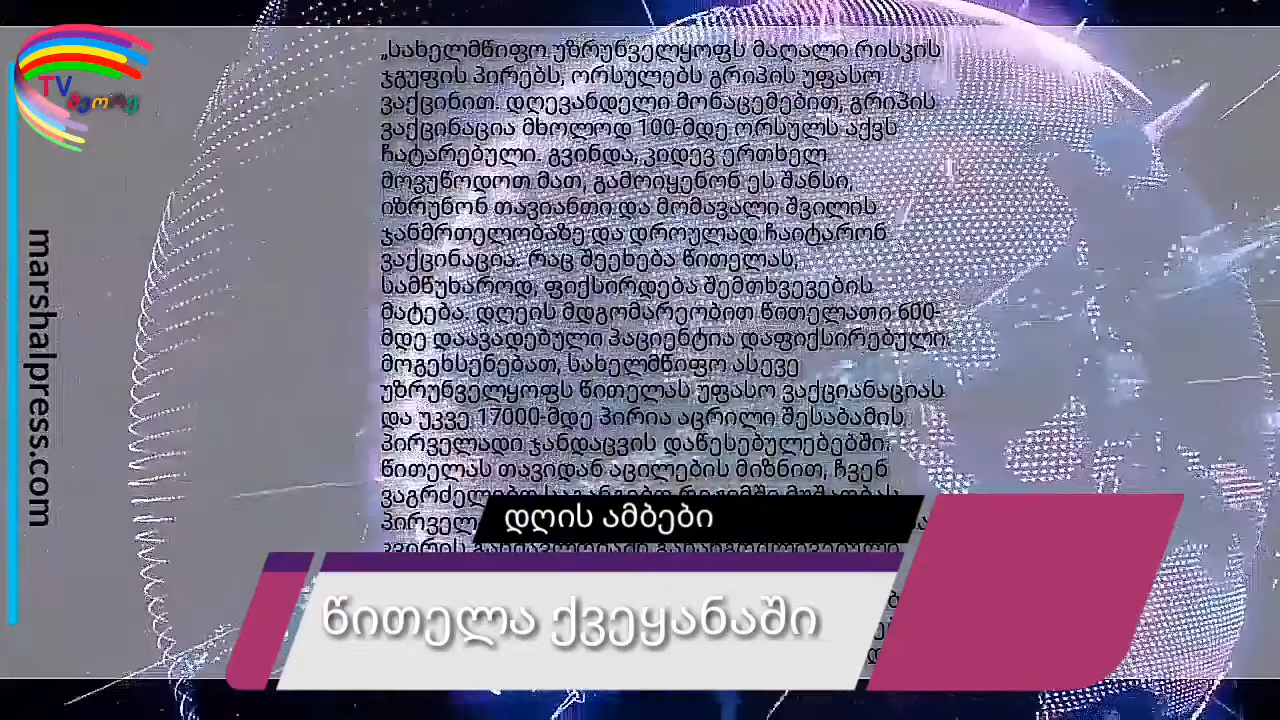 TV
მეორე
marshalpress.com
„სახელმწიფო უზრუნველყოფს მაღალი რისკის
ჯგუფის პირებს, ორსულებს გრიპის უფასო
ვაქცინით. დღევანდელი მონაცემებით, გრიპის
ვაქცინაცია მხოლოდ 100-მდე ორსულს აქვს
ჩატარებული. გვინდა, კიდევ ერთხელ
მოვუწოდოთ მათ, გამოიყენონ ეს შანსი,
იზრუნონ თავიანთი და მომავალი შვილის
ჯანმრთელობაზე და დროულად ჩაიტარონ
ვაქცინაცია. რაც შეეხება წითელას,
სამწუხაროდ, ფიქსირდება შემთხვევების
მატება. დღეის მდგომარეობით წითელათი 600-
მდე დაავადებული პაციენტია დაფიქსირებული.
მოგეხსენებათ, სახელმწიფო ასევე
უზრუნველყოფს წითელას უფასო ვაქციანაციას
და უკვე 17000-მდე პირია აცრილი შესაბამის
პირველადი ჯანდაცვის დაწესებულებებში.
წითელას თავიდან აცილების მიზნით, ჩვენ
დღის ამბები
წითელა ქვეყანაში